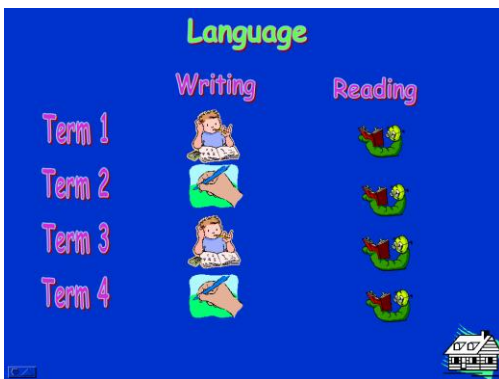 Language
Writing Reading
Term 1
Term 2
Term 3
Term 4